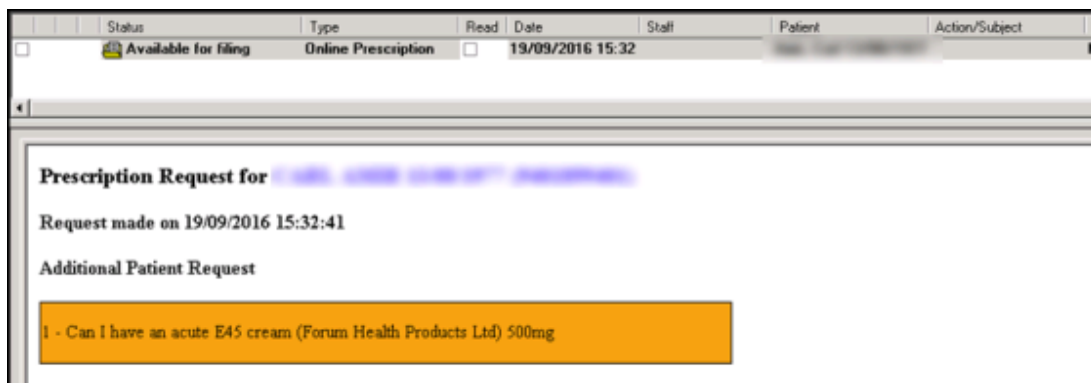 Status Type Read Date Staff Patient Action/Subject
Available for filing Online Prescription 19/09/2016 15:32
Prescription Request for
Request made on 19/09/2016 15:32:41
Additional Patient Request
1 - Can I have an acute E45 cream (Forum Health Products Ltd) 500mg